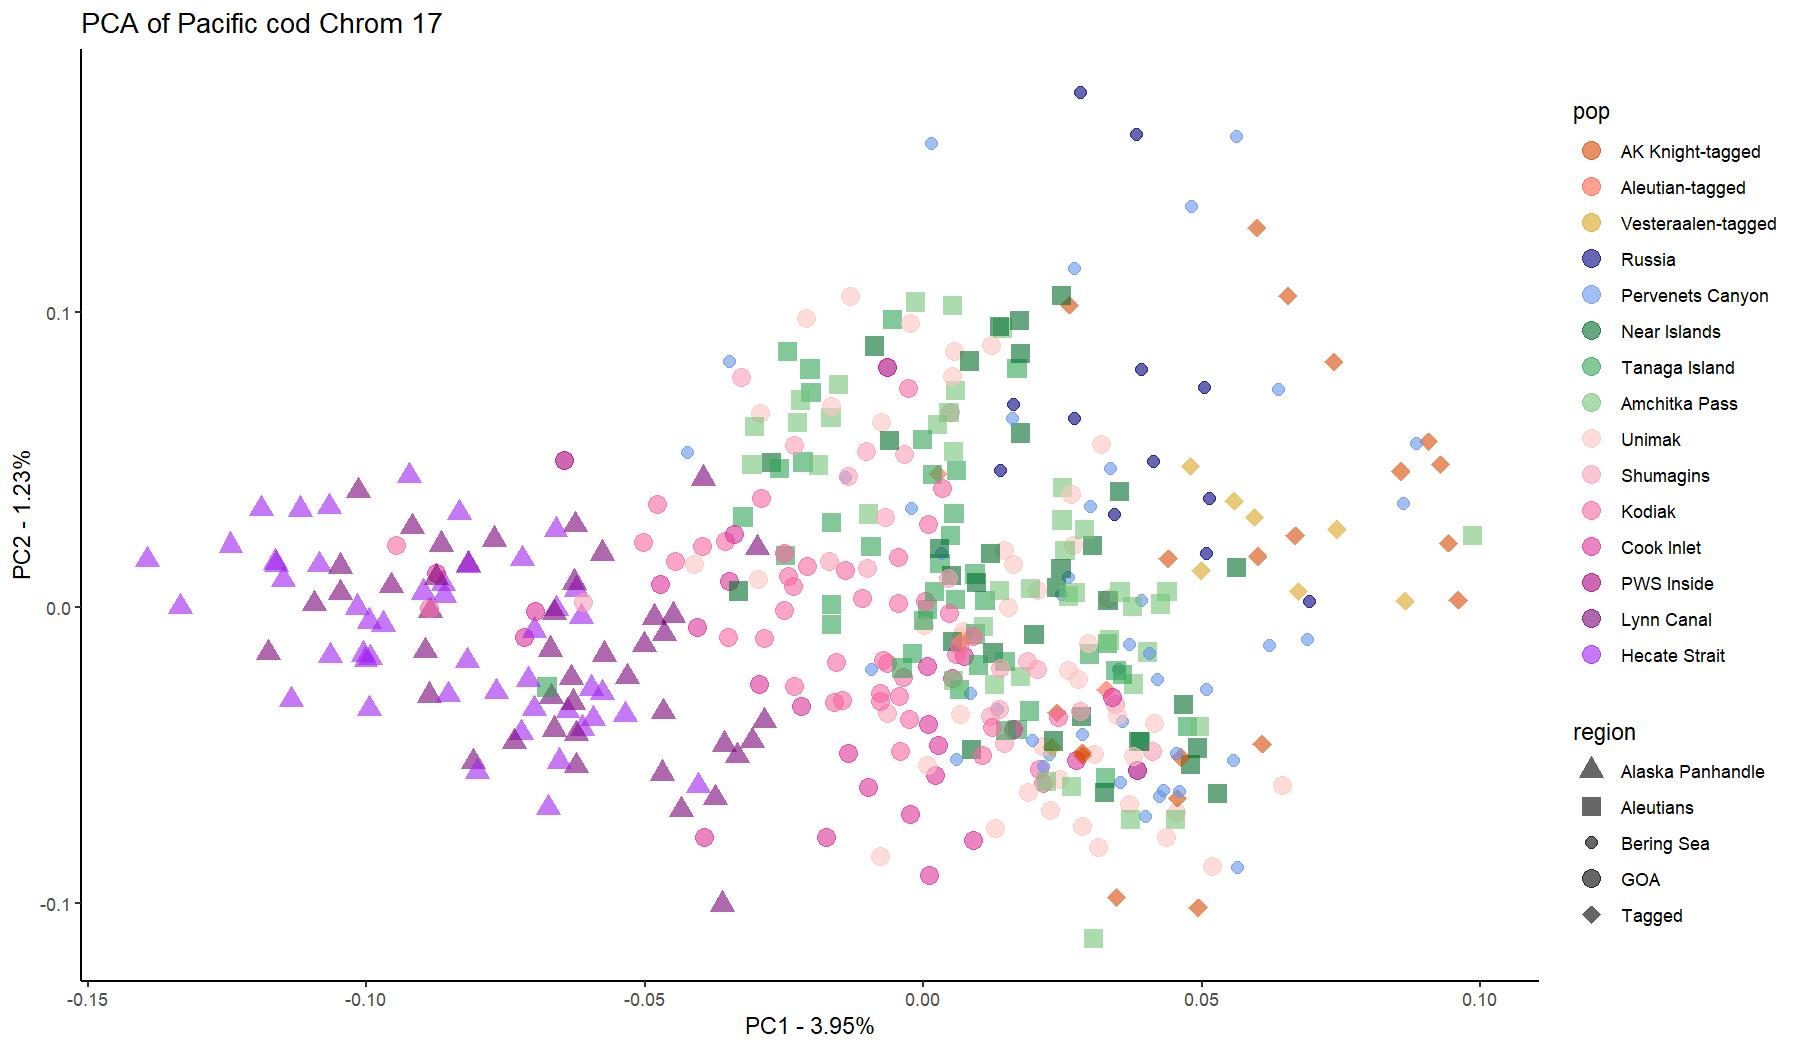 PCA of Pacific cod Chrom 17
PC2 - 1.23%
0.1
0.0
-0.1
-0.15
-0.10
-0.05
0.00
0.05
0.10
PC1 - 3.95%
pop
AK Knight-tagged
Aleutian-tagged
Vesteraalen-tagged
Russia
Pervenets Canyon
Near Islands
Tanaga Island
Amchitka Pass
Unimak
Shumagins
Kodiak
Cook Inlet
PWS Inside
Lynn Canal
Hecate Strait
region
Alaska Panhandle
Aleutians
Bering Sea
GOA
Tagged